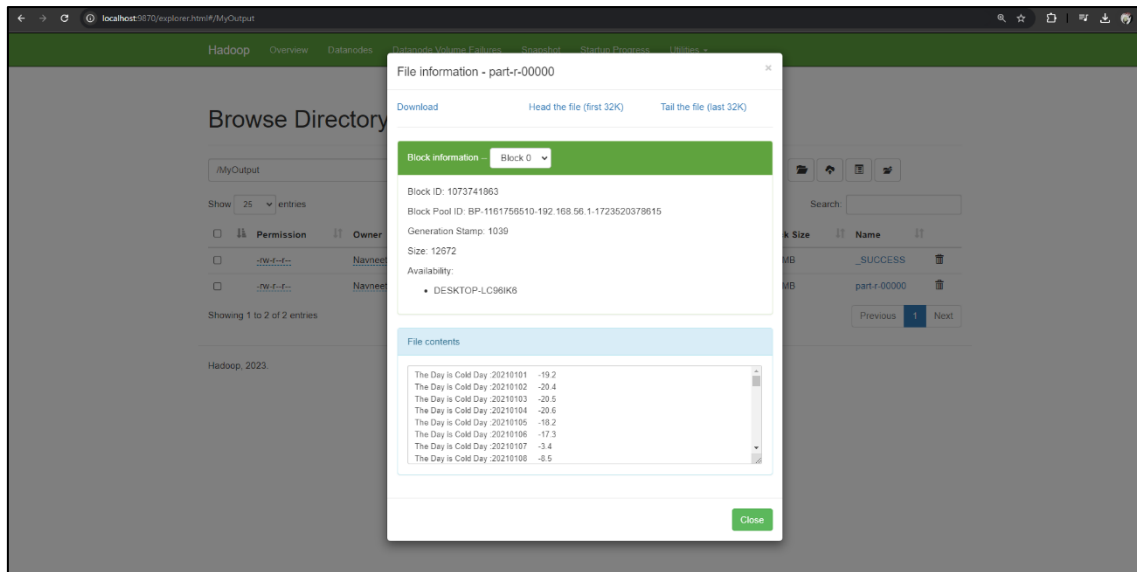 localhost:9870/explorer.html#/MyOutput
Hadoop Overview Datanodes Datanode Volume Failures Snapshot Startup Progress Utilities
File information - part-r-00000 ×
Download Head the file (first 32K) Tail the file (last 32K)
Browse Directory
Block information -- Block 0
/MyOutput
Block ID: 1073741863
Block Pool ID: BP-1161756510-192.168.56.1-1723520378615
Show 25 entries Search:
Generation Stamp: 1039
Permission Owner k Size Name
Size: 12672
-rw-r--r-- Navneet MB _SUCCESS
Availability:
-rw-r--r-- Navneet MB part-r-00000
• DESKTOP-LC96IK6
Showing 1 to 2 of 2 entries Previous 1 Next
File contents
Hadoop, 2023.
The Day is Cold Day :20210101 -19.2
The Day is Cold Day :20210102 -20.4
The Day is Cold Day :20210103 -20.5
The Day is Cold Day :20210104 -20.6
The Day is Cold Day :20210105 -18.2
The Day is Cold Day :20210106 -17.3
The Day is Cold Day :20210107 -3.4
The Day is Cold Day :20210108 -8.5
Close